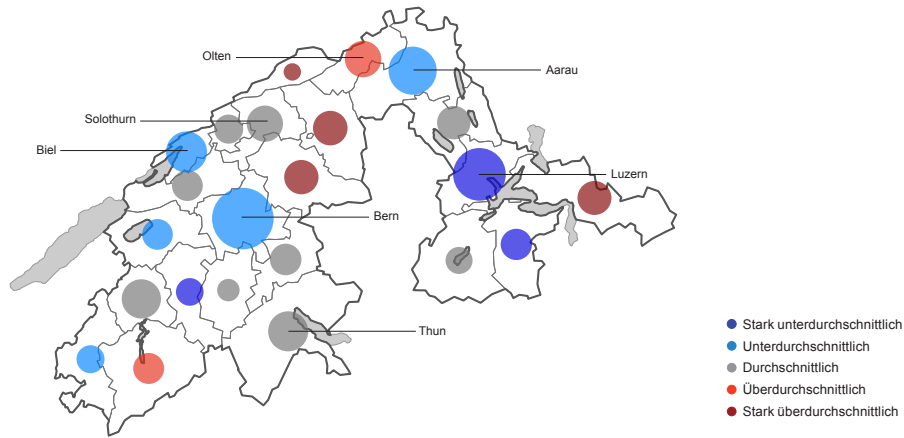 Olten
Aarau
Solothurn
Biel
Luzern
Bern
Thun
Stark unterdurchschnittlich
Unterdurchschnittlich
Durchschnittlich
Überdurchschnittlich
Stark überdurchschnittlich